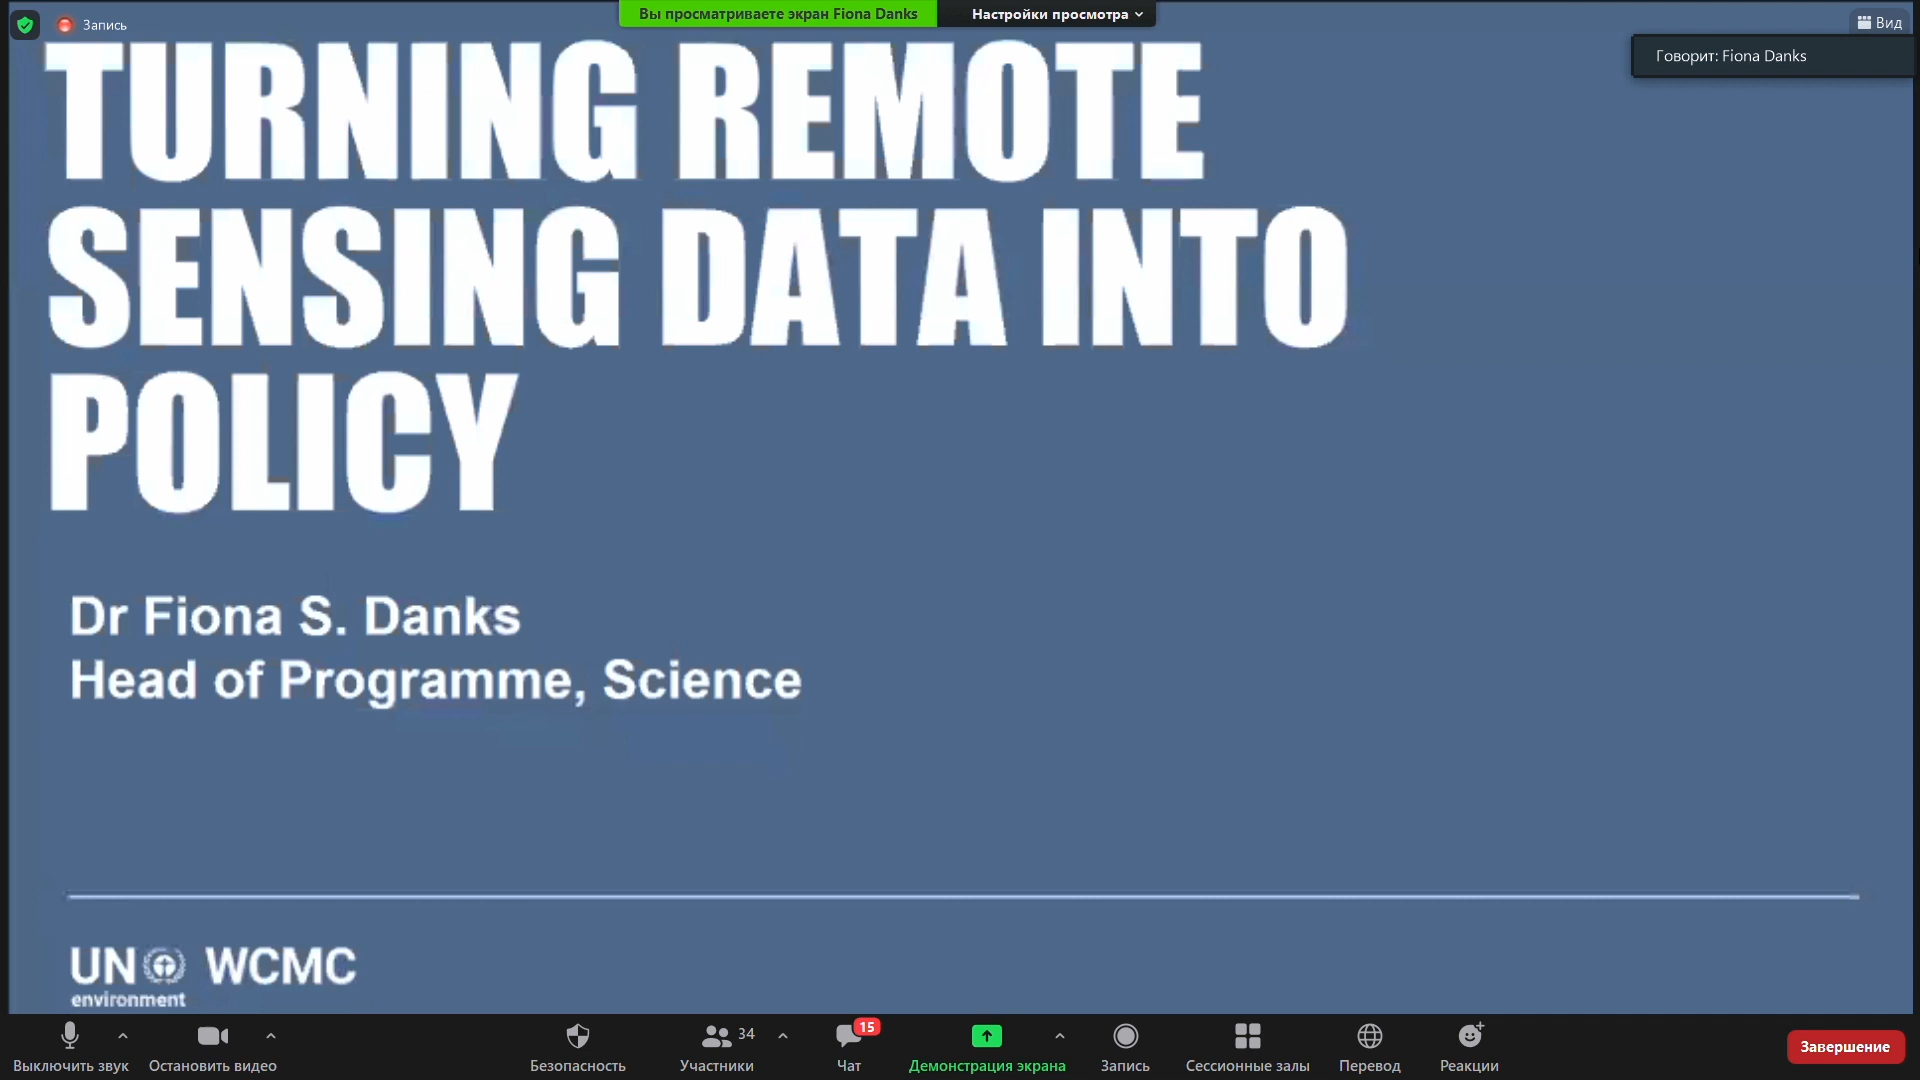 Запись
Вы просматриваете экран Fiona Danks
Настройки просмотра
Вид
Говорит: Fiona Danks
TURNING REMOTE
SENSING DATA INTO
POLICY
Dr Fiona S. Danks
Head of Programme, Science
UN WCMC
environment
Выключить звук
Остановить видео
Безопасность
34
Участники
15
Чат
Демонстрация экрана
Запись
Сессионные залы
Перевод
Реакции
Завершение